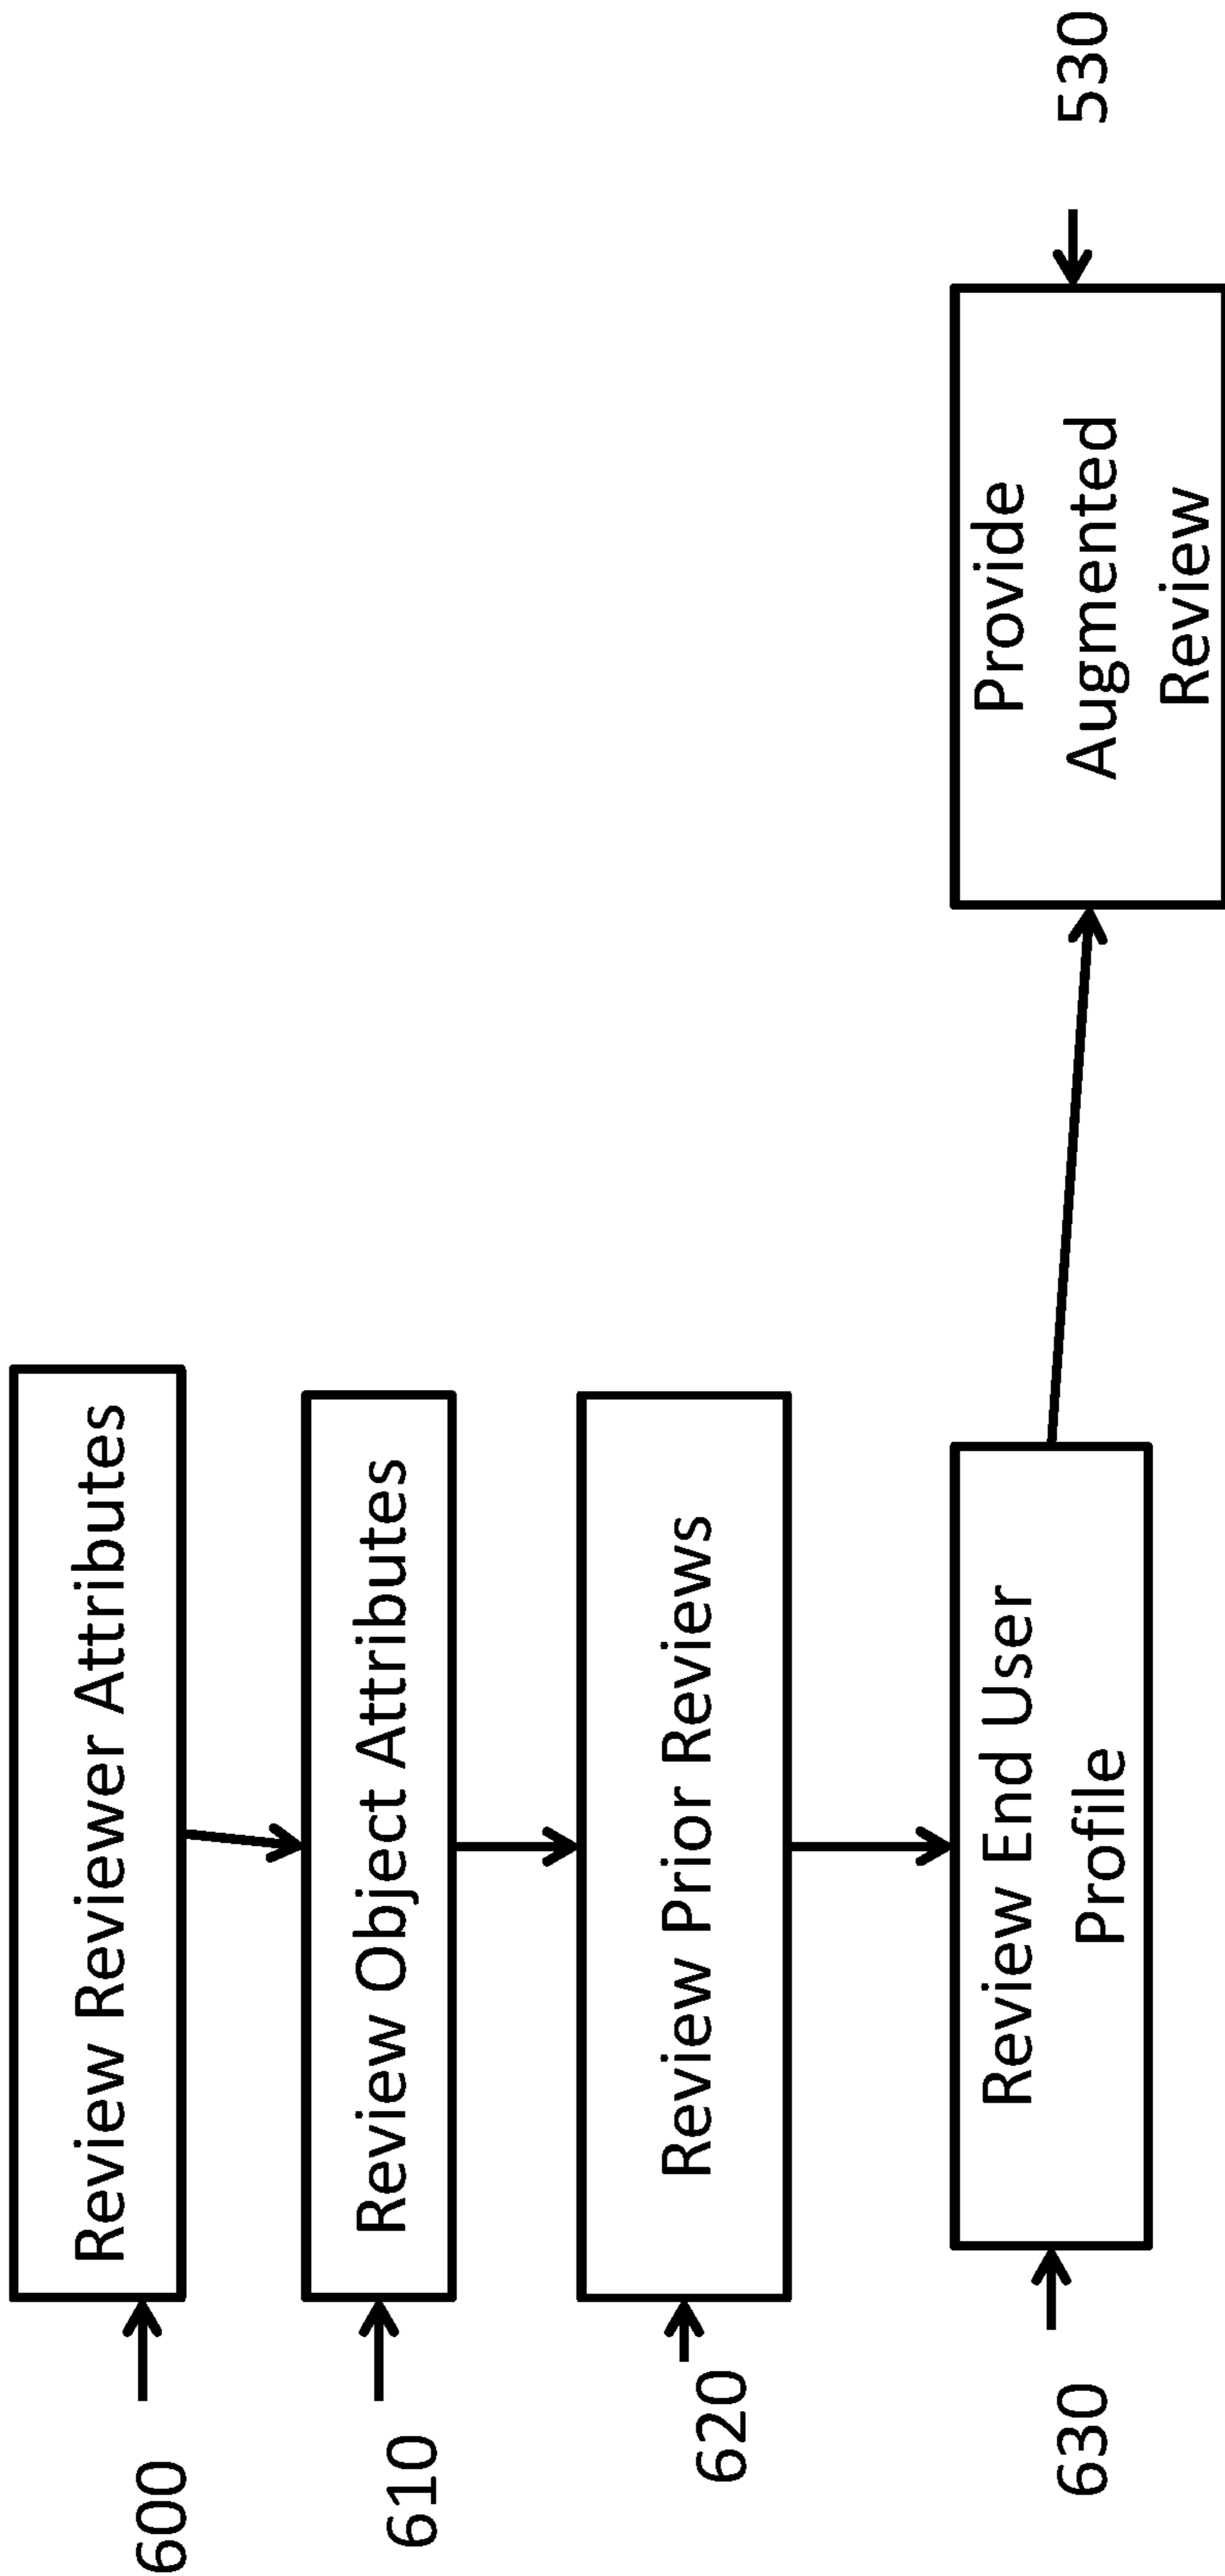 600
Review Reviewer Attributes
610
Review Object Attributes
620
Review Prior Reviews
630
Review End User
Profile
Provide
Augmented
Review
530